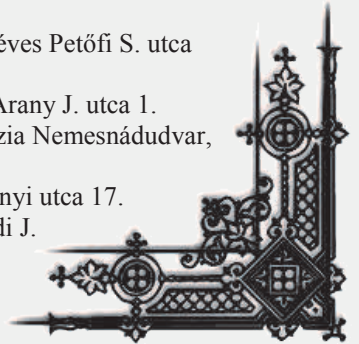 éves Petőfi S. utca
Arany J. utca 1.
zia Nemesnádudvar,
nyi utca 17.
di J.